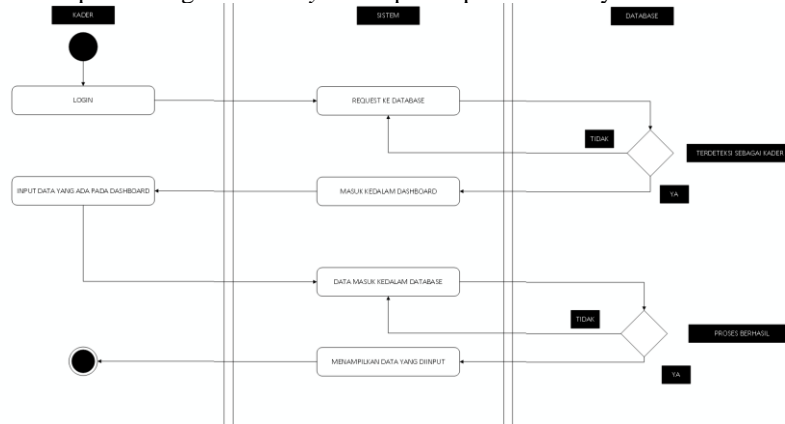 KADER
SISTEM
DATABASE
LOGIN
REQUEST KE DATABASE
TIDAK
TERDETEKSI SEBAGAI KADER
INPUT DATA YANG ADA PADA DASHBOARD
MASUK KEDALAM DASHBOARD
YA
DATA MASUK KEDALAM DATABASE
TIDAK
PROSES BERHASIL
MENAMPILKAN DATA YANG DIINPUT
YA